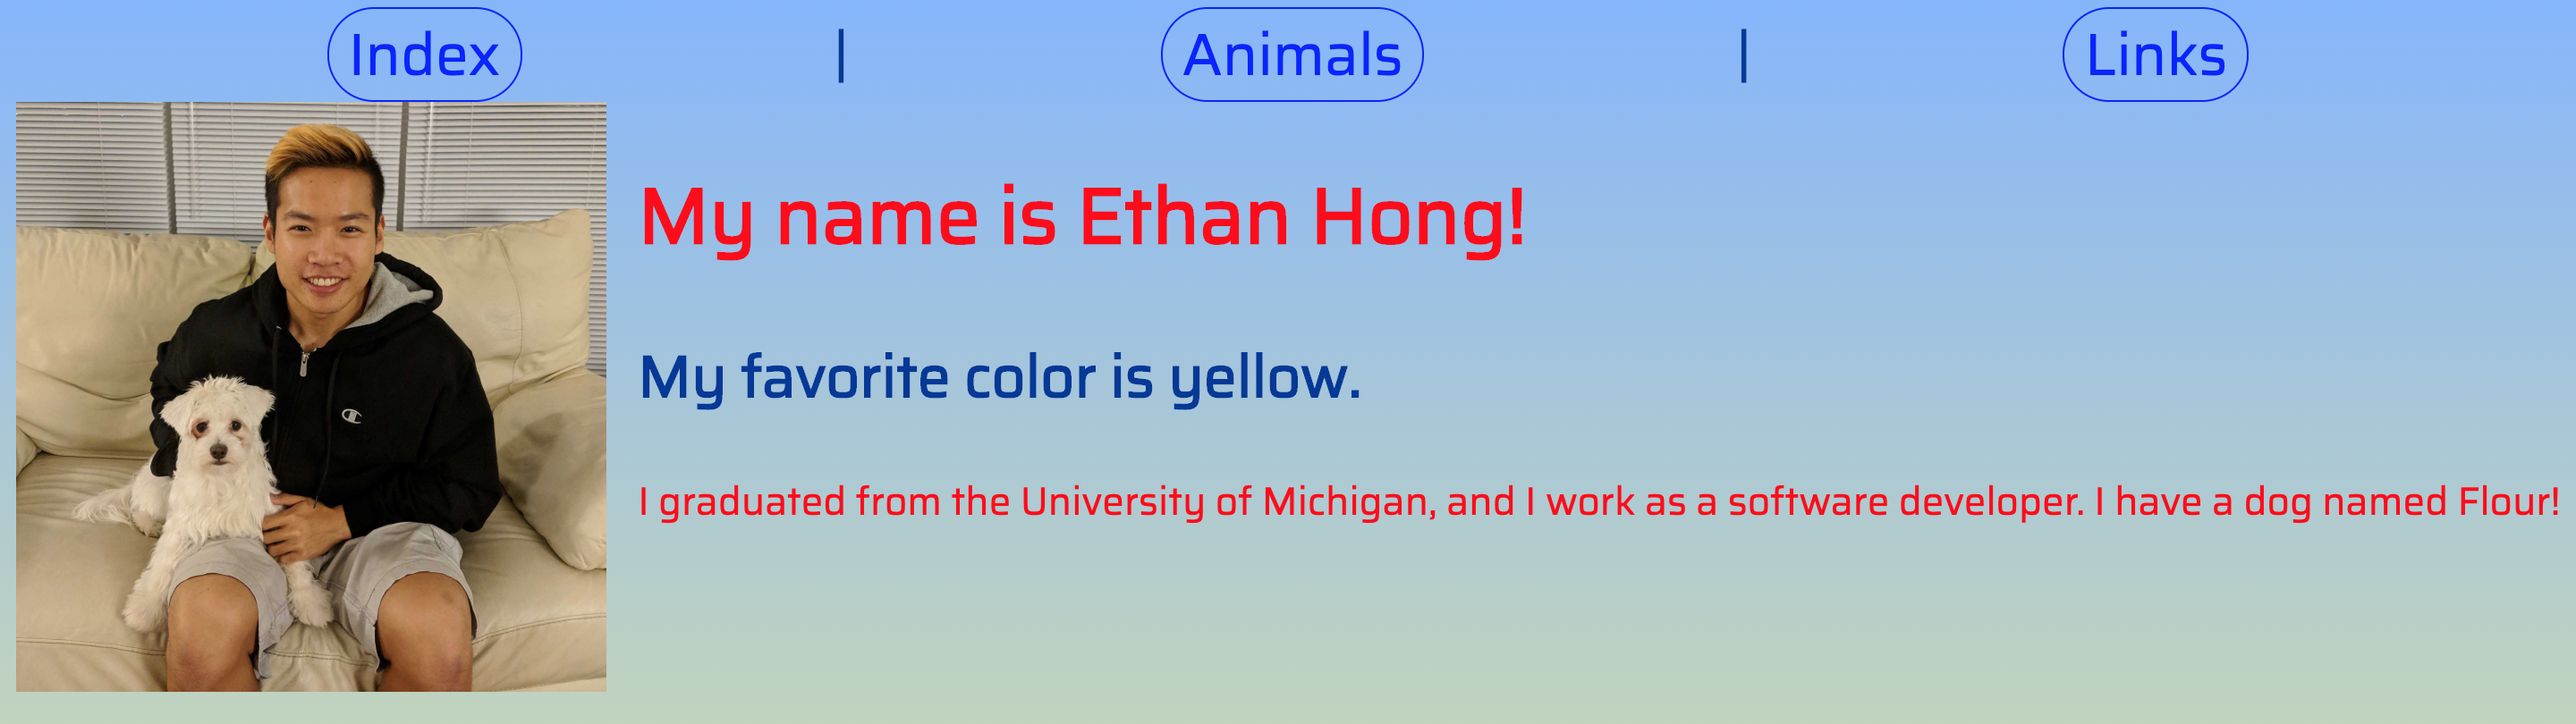 Index | Animals | Links
My name is Ethan Hong!
My favorite color is yellow.
I graduated from the University of Michigan, and I work as a software developer. I have a dog named Flour!